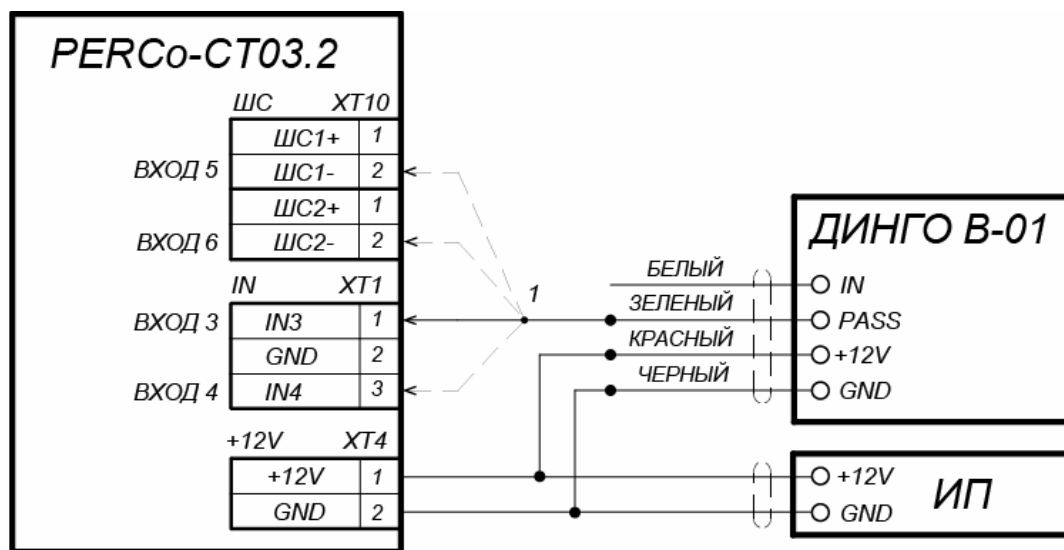 PERCo-CT03.2
ШС XT10
ШС1+ 1
ВХОД 5 ШС1- 2
ШС2+ 1
ВХОД 6 ШС2- 2
IN XT1
ВХОД 3 IN3 1
GND 2
ВХОД 4 IN4 3
+12V XT4
+12V 1
GND 2
1
БЕЛЫЙ
ЗЕЛЕНЫЙ
КРАСНЫЙ
ЧЕРНЫЙ
ДИНГО В-01
IN
PASS
+12V
GND
ИП
+12V
GND